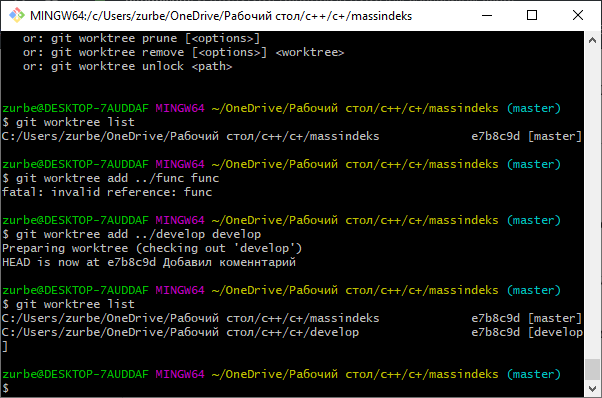 MINGW64:/c/Users/zurbe/OneDrive/Рабочий стол/c++/c+/massindeks
or: git worktree prune [<options>]
or: git worktree remove [<options>] <worktree>
or: git worktree unlock <path>
zurbe@DESKTOP-7AUDDAF MINGW64 ~/OneDrive/Рабочий стол/c++/c+/massindeks (master)
$ git worktree list
C:/Users/zurbe/OneDrive/Рабочий стол/c++/c+/massindeks e7b8c9d [master]
zurbe@DESKTOP-7AUDDAF MINGW64 ~/OneDrive/Рабочий стол/c++/c+/massindeks (master)
$ git worktree add ../func func
fatal: invalid reference: func
zurbe@DESKTOP-7AUDDAF MINGW64 ~/OneDrive/Рабочий стол/c++/c+/massindeks (master)
$ git worktree add ../develop develop
Preparing worktree (checking out 'develop')
HEAD is now at e7b8c9d Добавил коменнтарий
zurbe@DESKTOP-7AUDDAF MINGW64 ~/OneDrive/Рабочий стол/c++/c+/massindeks (master)
$ git worktree list
C:/Users/zurbe/OneDrive/Рабочий стол/c++/c+/massindeks e7b8c9d [master]
C:/Users/zurbe/OneDrive/Рабочий стол/c++/c+/develop e7b8c9d [develop
]
zurbe@DESKTOP-7AUDDAF MINGW64 ~/OneDrive/Рабочий стол/c++/c+/massindeks (master)
$